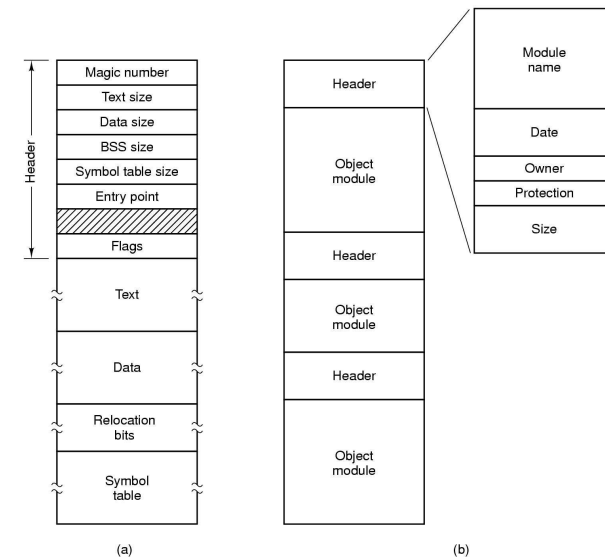 Header
Magic number
Text size
Data size
BSS size
Symbol table size
Entry point
Flags
Text
Data
Relocation
bits
Symbol
table
(a)
Header
Object
module
Header
Object
module
Header
Object
module
(b)
Module
name
Date
Owner
Protection
Size